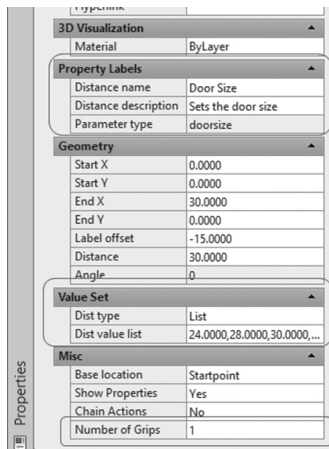 Hyperlink
3D Visualization
Material ByLayer
Property Labels
Distance name Door Size
Distance description Sets the door size
Parameter type doorsize
Geometry
Start X 0.0000
Start Y 0.0000
End X 30.0000
End Y 0.0000
Label offset -15.0000
Distance 30.0000
Angle 0
Value Set
Dist type List
Dist value list 24.0000,28.0000,30.0000,...
Misc
Base location Startpoint
Show Properties Yes
Chain Actions No
Number of Grips 1
Properties